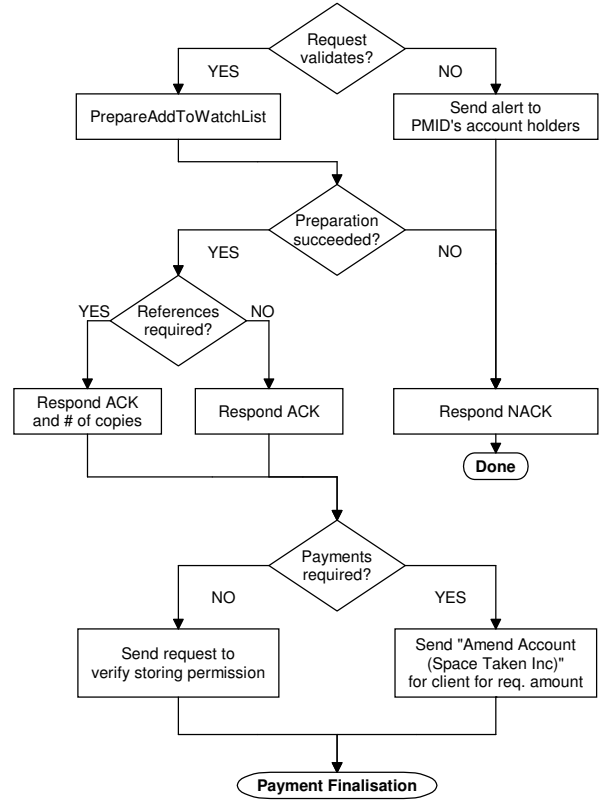 Request
validates?
YES
NO
PrepareAddToWatchList
Send alert to
PMID's account holders
Preparation
succeeded?
YES
NO
References
required?
YES
NO
Respond ACK
and # of copies
Respond ACK
Respond NACK
Done
Payments
required?
NO
YES
Send request to
verify storing permission
Send "Amend Account
(Space Taken Inc)"
for client for req. amount
Payment Finalisation